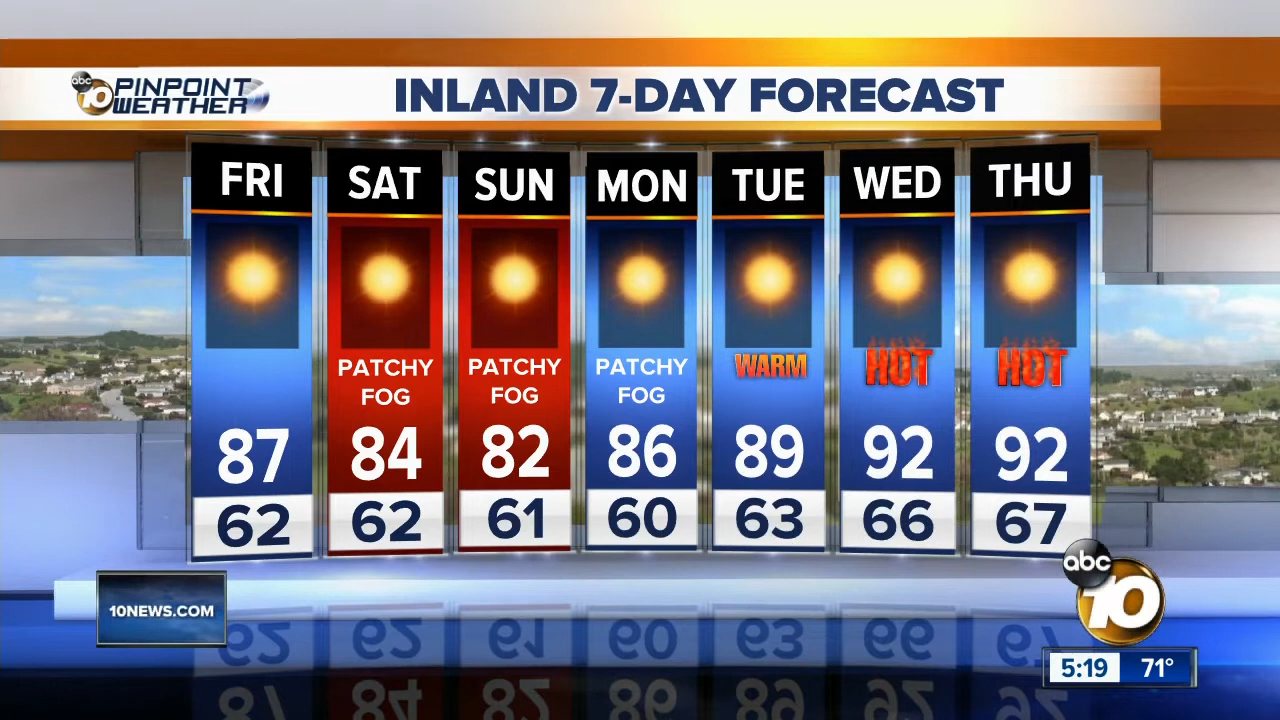 abc 10 PINPOINT WEATHER
INLAND 7-DAY FORECAST
FRI SAT SUN MON TUE WED THU
PATCHY FOG
PATCHY FOG
PATCHY FOG
WARM
HOT
HOT
87 84 82 86 89 92 92
62 62 61 60 63 66 67
10NEWS.COM
abc 10
5:19 71°